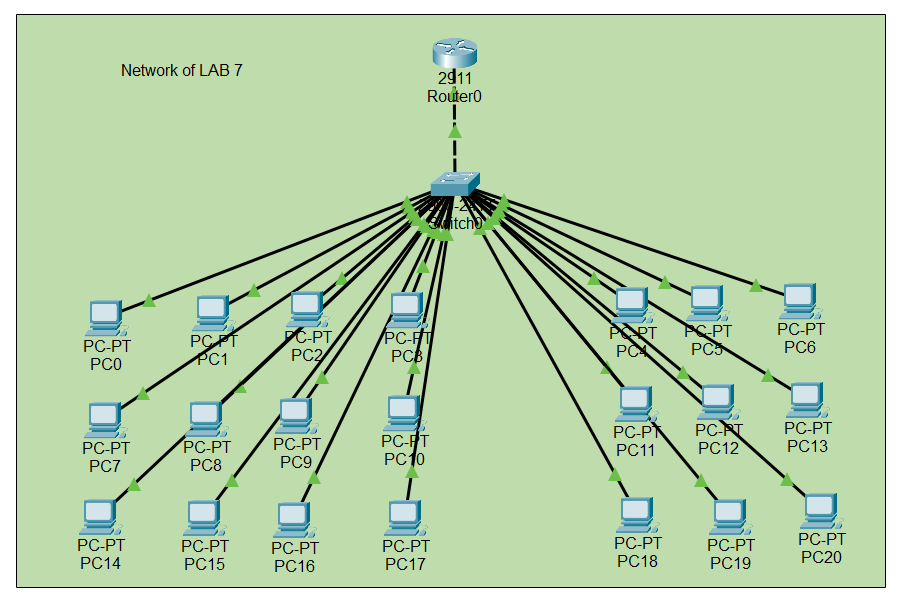 Network of LAB 7
2911
Router0
Switch0
PC-PT
PC0
PC-PT
PC1
PC-PT
PC2
PC-PT
PC3
PC-PT
PC4
PC-PT
PC5
PC-PT
PC6
PC-PT
PC7
PC-PT
PC8
PC-PT
PC9
PC-PT
PC10
PC-PT
PC11
PC-PT
PC12
PC-PT
PC13
PC-PT
PC14
PC-PT
PC15
PC-PT
PC16
PC-PT
PC17
PC-PT
PC18
PC-PT
PC19
PC-PT
PC20